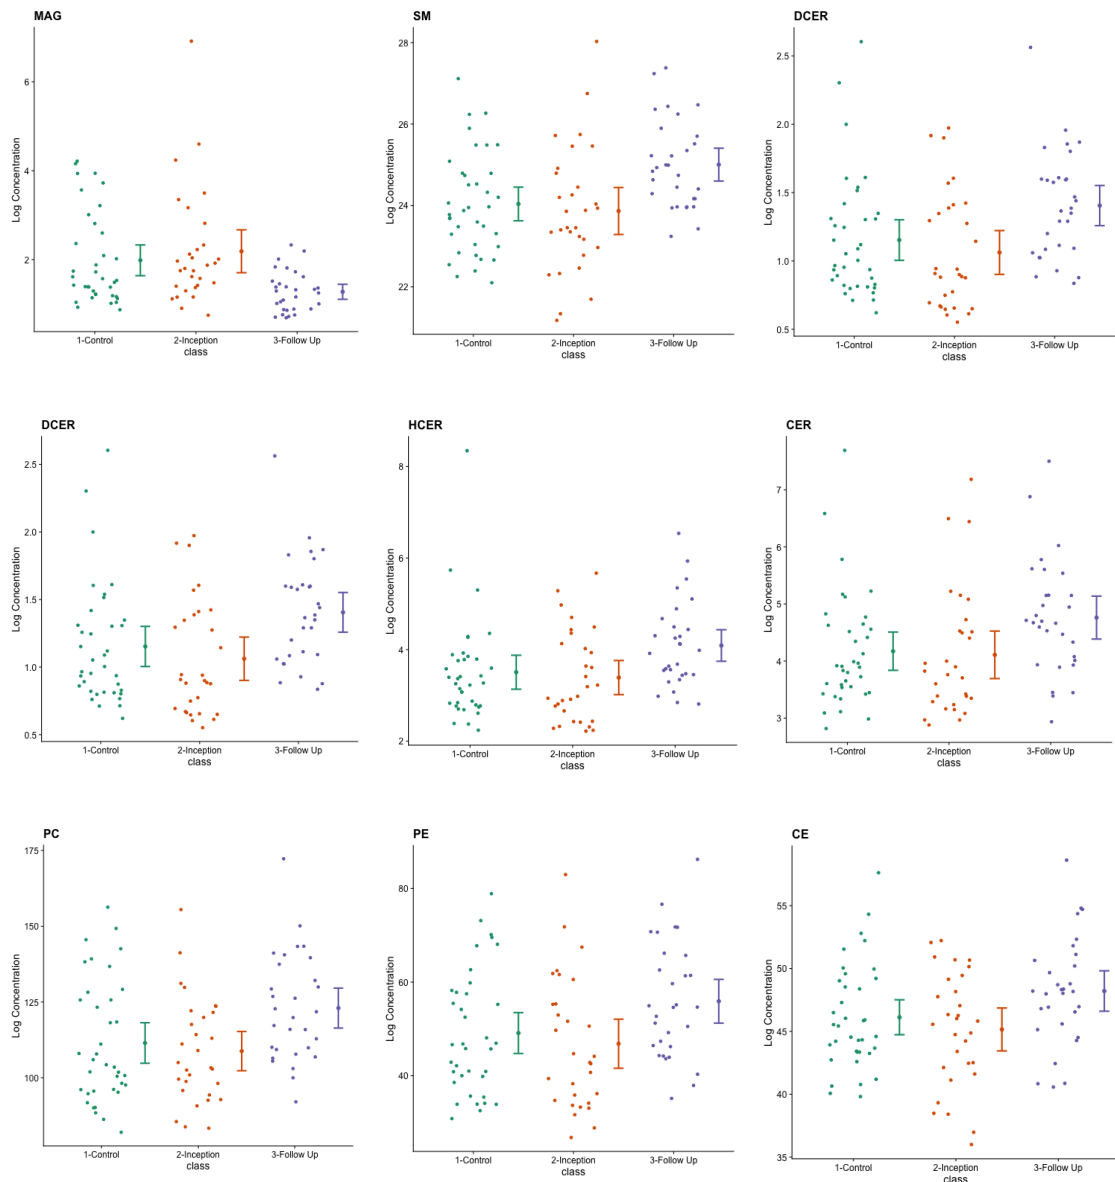 MAG
Log Concentration
6
4
2
1-Control
2-Inception
3-Follow Up
class
SM
Log Concentration
28
26
24
22
1-Control
2-Inception
3-Follow Up
class
DCER
Log Concentration
2.5
2.0
1.5
1.0
0.5
1-Control
2-Inception
3-Follow Up
class
DCER
Log Concentration
2.5
2.0
1.5
1.0
0.5
1-Control
2-Inception
3-Follow Up
class
HCER
Log Concentration
8
6
4
2
1-Control
2-Inception
3-Follow Up
class
CER
Log Concentration
7
6
5
4
3
1-Control
2-Inception
3-Follow Up
class
PC
Log Concentration
175
150
125
100
1-Control
2-Inception
3-Follow Up
class
PE
Log Concentration
80
60
40
1-Control
2-Inception
3-Follow Up
class
CE
Log Concentration
55
50
45
40
35
1-Control
2-Inception
3-Follow Up
class